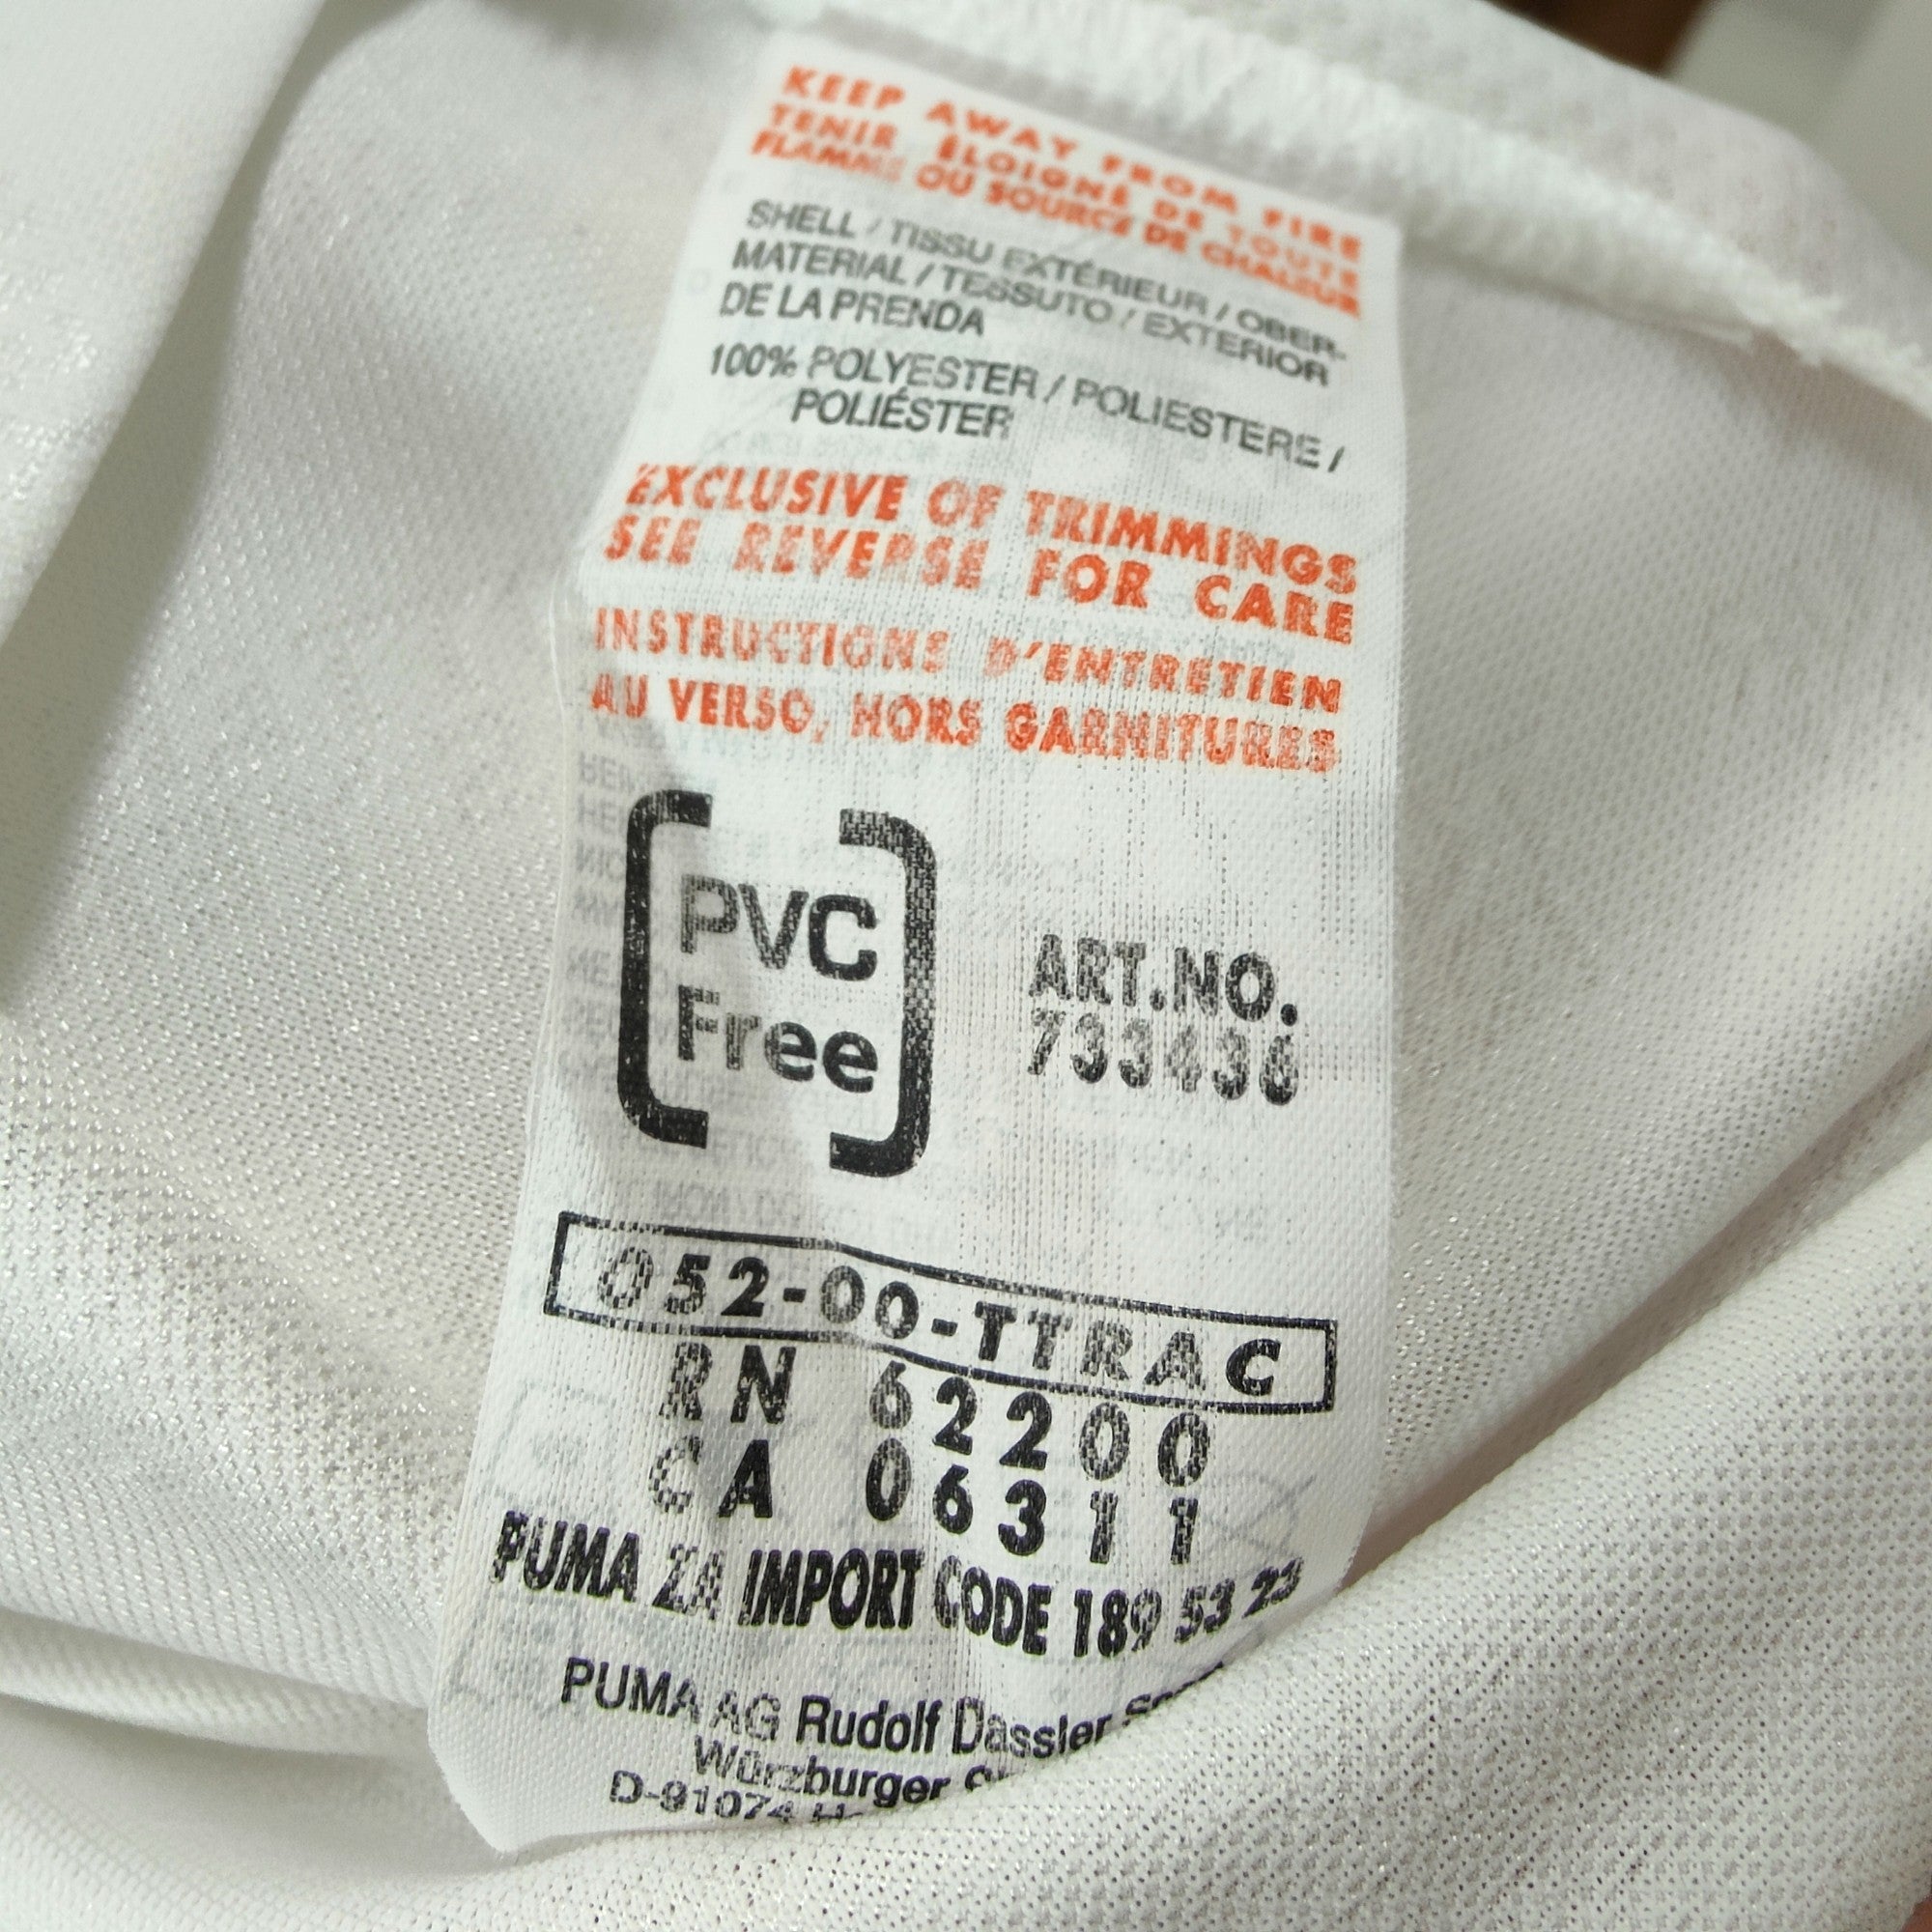 KEEP AWAY FROM FIRE
TENIR ÉLOIGNÉ DE TOUTE
FLAMME OU SOURCE DE CHALEUR
SHELL / TISSU EXTÉRIEUR / OBER-
MATERIAL / TESSUTO / EXTERIOR
DE LA PRENDA
100% POLYESTER / POLIESTERE /
POLIÉSTER
EXCLUSIVE OF TRIMMINGS
SEE REVERSE FOR CARE
INSTRUCTIONS D'ENTRETIEN
AU VERSO, HORS GARNITURES
PVC
Free
ART.NO.
733436
052-00-TTRAC
RN 62200
CA 06311
PUMA ZA IMPORT CODE 189 53 23
PUMA AG Rudolf Dassler
Würzburger
D-91074